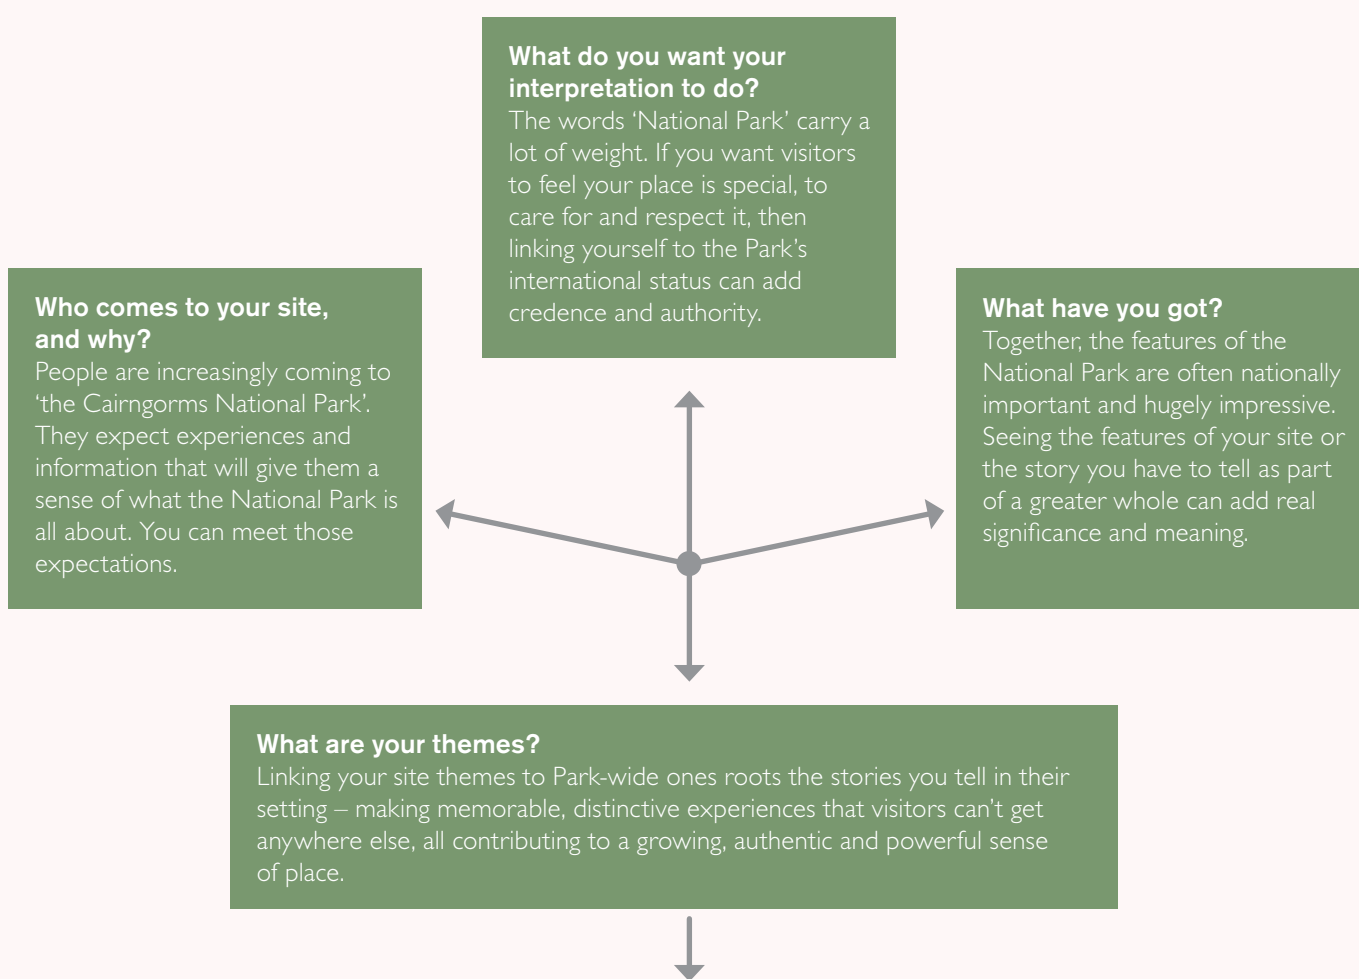 What do you want your
interpretation to do?
The words ‘National Park’ carry a
lot of weight. If you want visitors
to feel your place is special, to
care for and respect it, then
linking yourself to the Park’s
international status can add
credence and authority.
Who comes to your site,
and why?
People are increasingly coming to
‘the Cairngorms National Park’.
They expect experiences and
information that will give them a
sense of what the National Park is
all about. You can meet those
expectations.
What have you got?
Together, the features of the
National Park are often nationally
important and hugely impressive.
Seeing the features of your site or
the story you have to tell as part
of a greater whole can add real
significance and meaning.
What are your themes?
Linking your site themes to Park-wide ones roots the stories you tell in their
setting – making memorable, distinctive experiences that visitors can’t get
anywhere else, all contributing to a growing, authentic and powerful sense
of place.